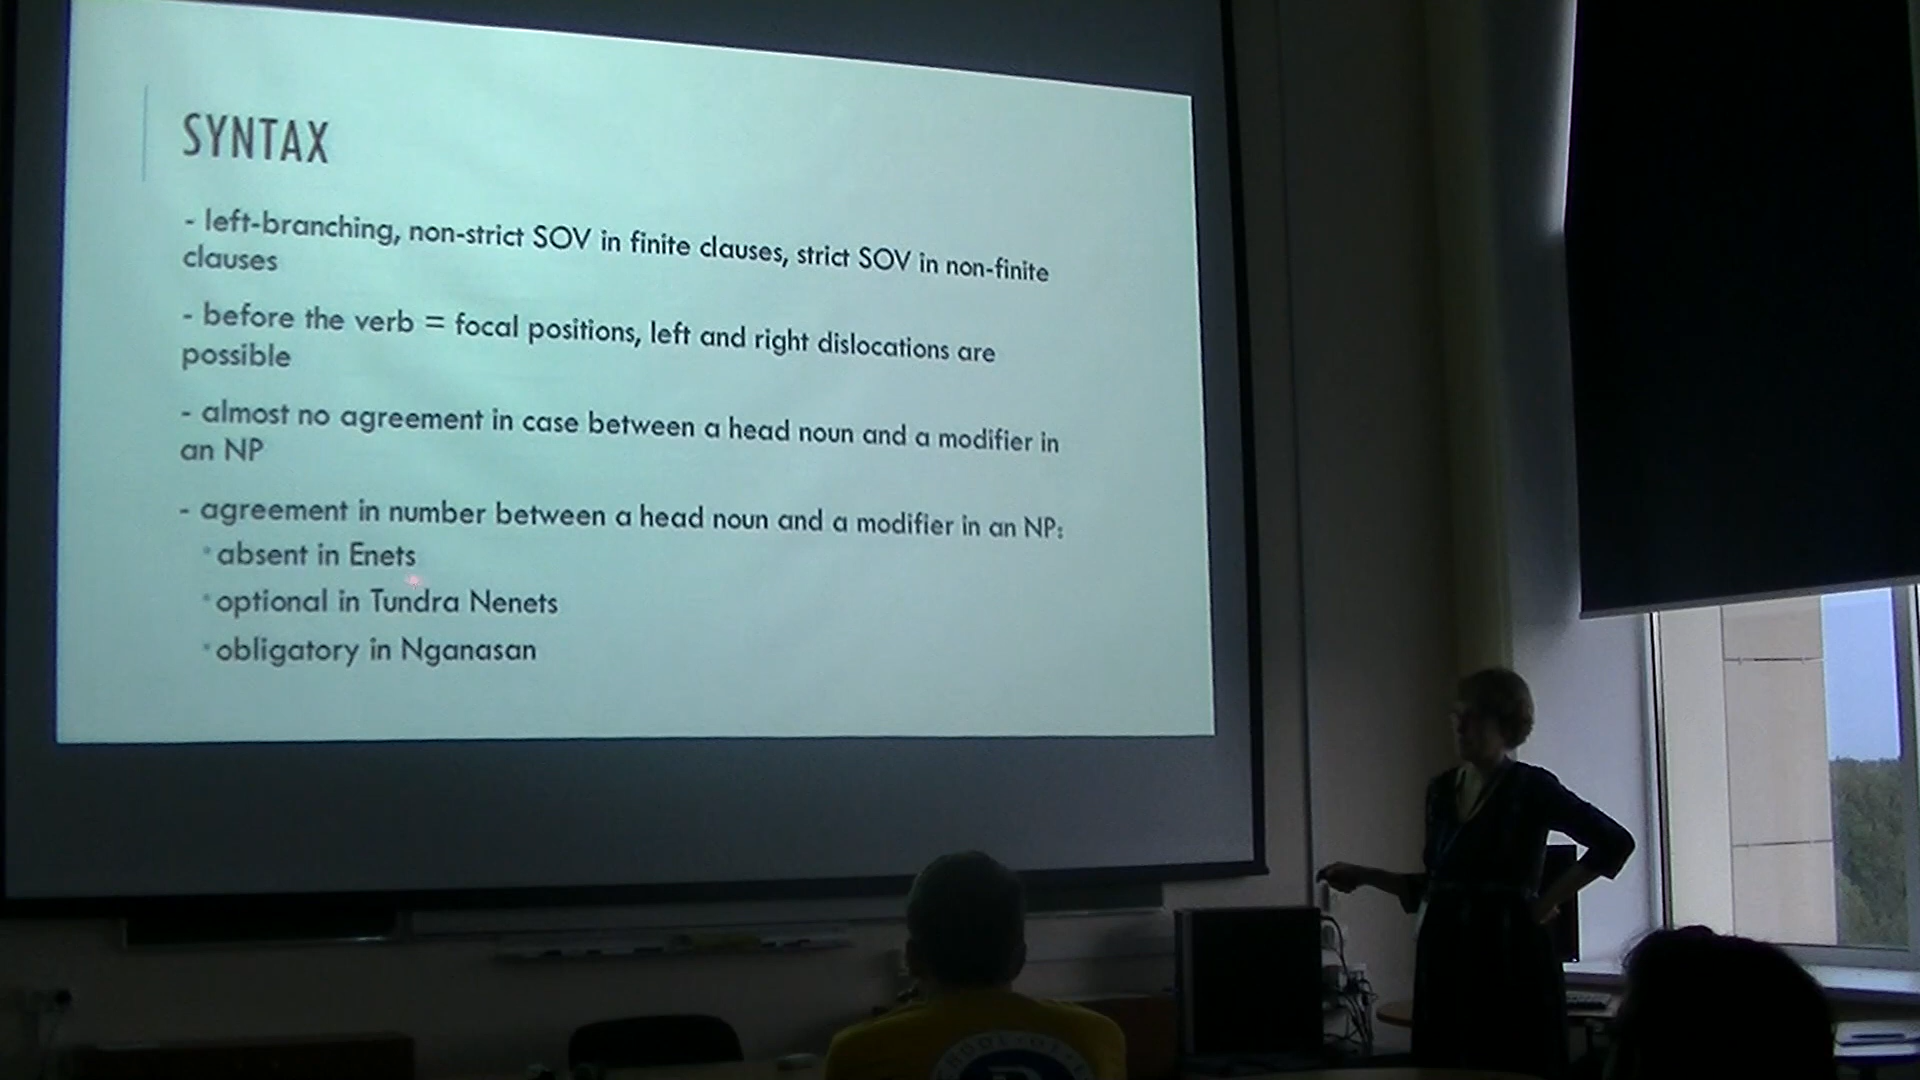 SYNTAX
- left-branching, non-strict SOV in finite clauses, strict SOV in non-finite
clauses
- before the verb = focal positions, left and right dislocations are
possible
- almost no agreement in case between a head noun and a modifier in
an NP
- agreement in number between a head noun and a modifier in an NP:
absent in Enets
optional in Tundra Nenets
obligatory in Nganasan